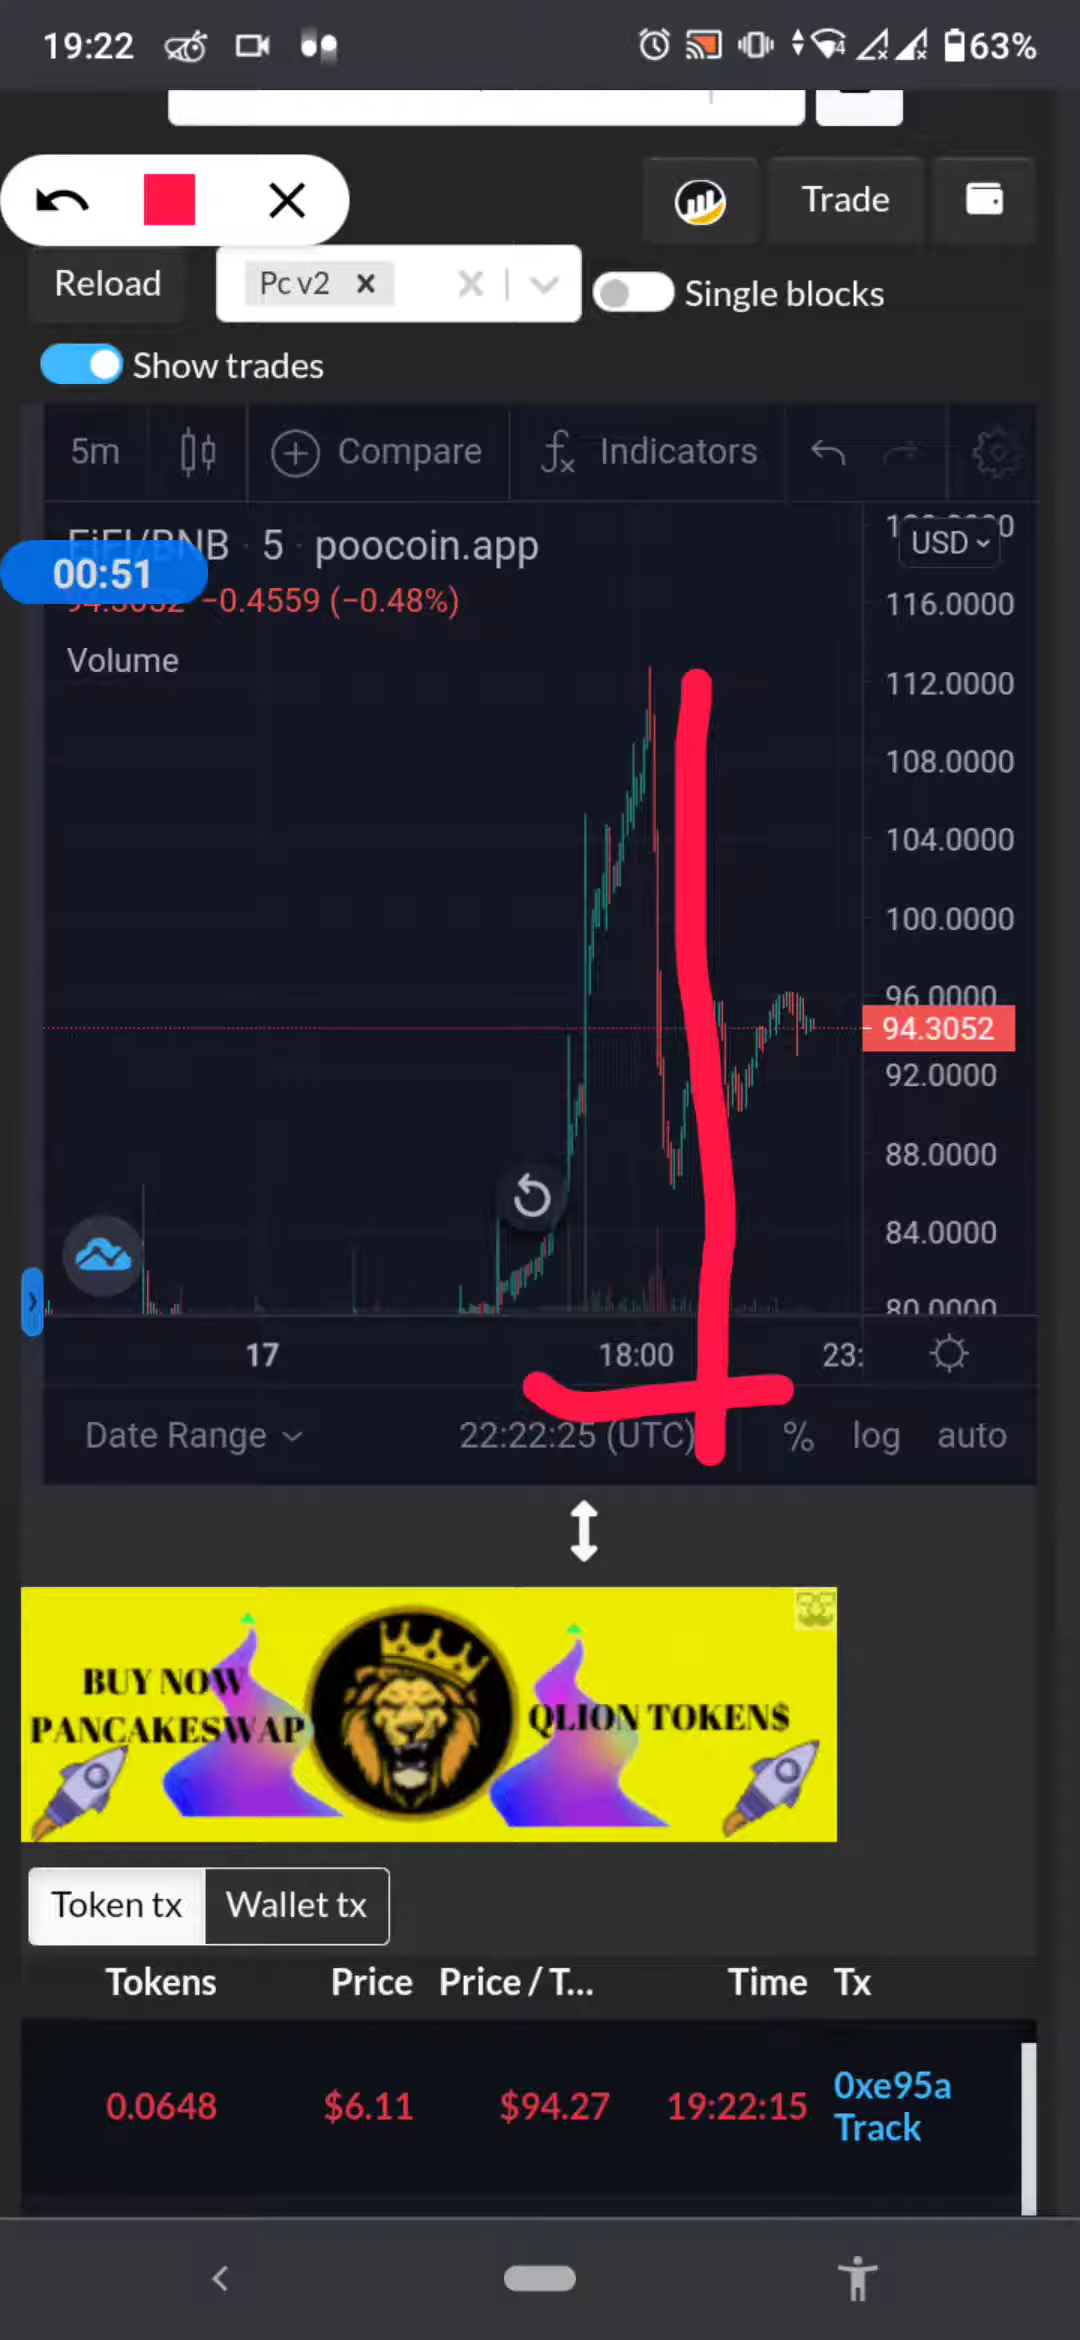 19:22
63%
Trade
Reload
Pc v2
Single blocks
Show trades
5m
Compare
fx Indicators
/BNB · 5 · poocoin.app
USD
00:51
−0.4559 (−0.48%)
Volume
116.0000
112.0000
108.0000
104.0000
100.0000
96.0000
94.3052
92.0000
88.0000
84.0000
80.0000
17
18:00
23:
Date Range
22:22:25 (UTC)
%
log
auto
BUY NOW
PANCAKESWAP
QLION TOKENS
Token tx
Wallet tx
Tokens
Price
Price / T...
Time
Tx
0.0648
$6.11
$94.27
19:22:15
0xe95a
Track